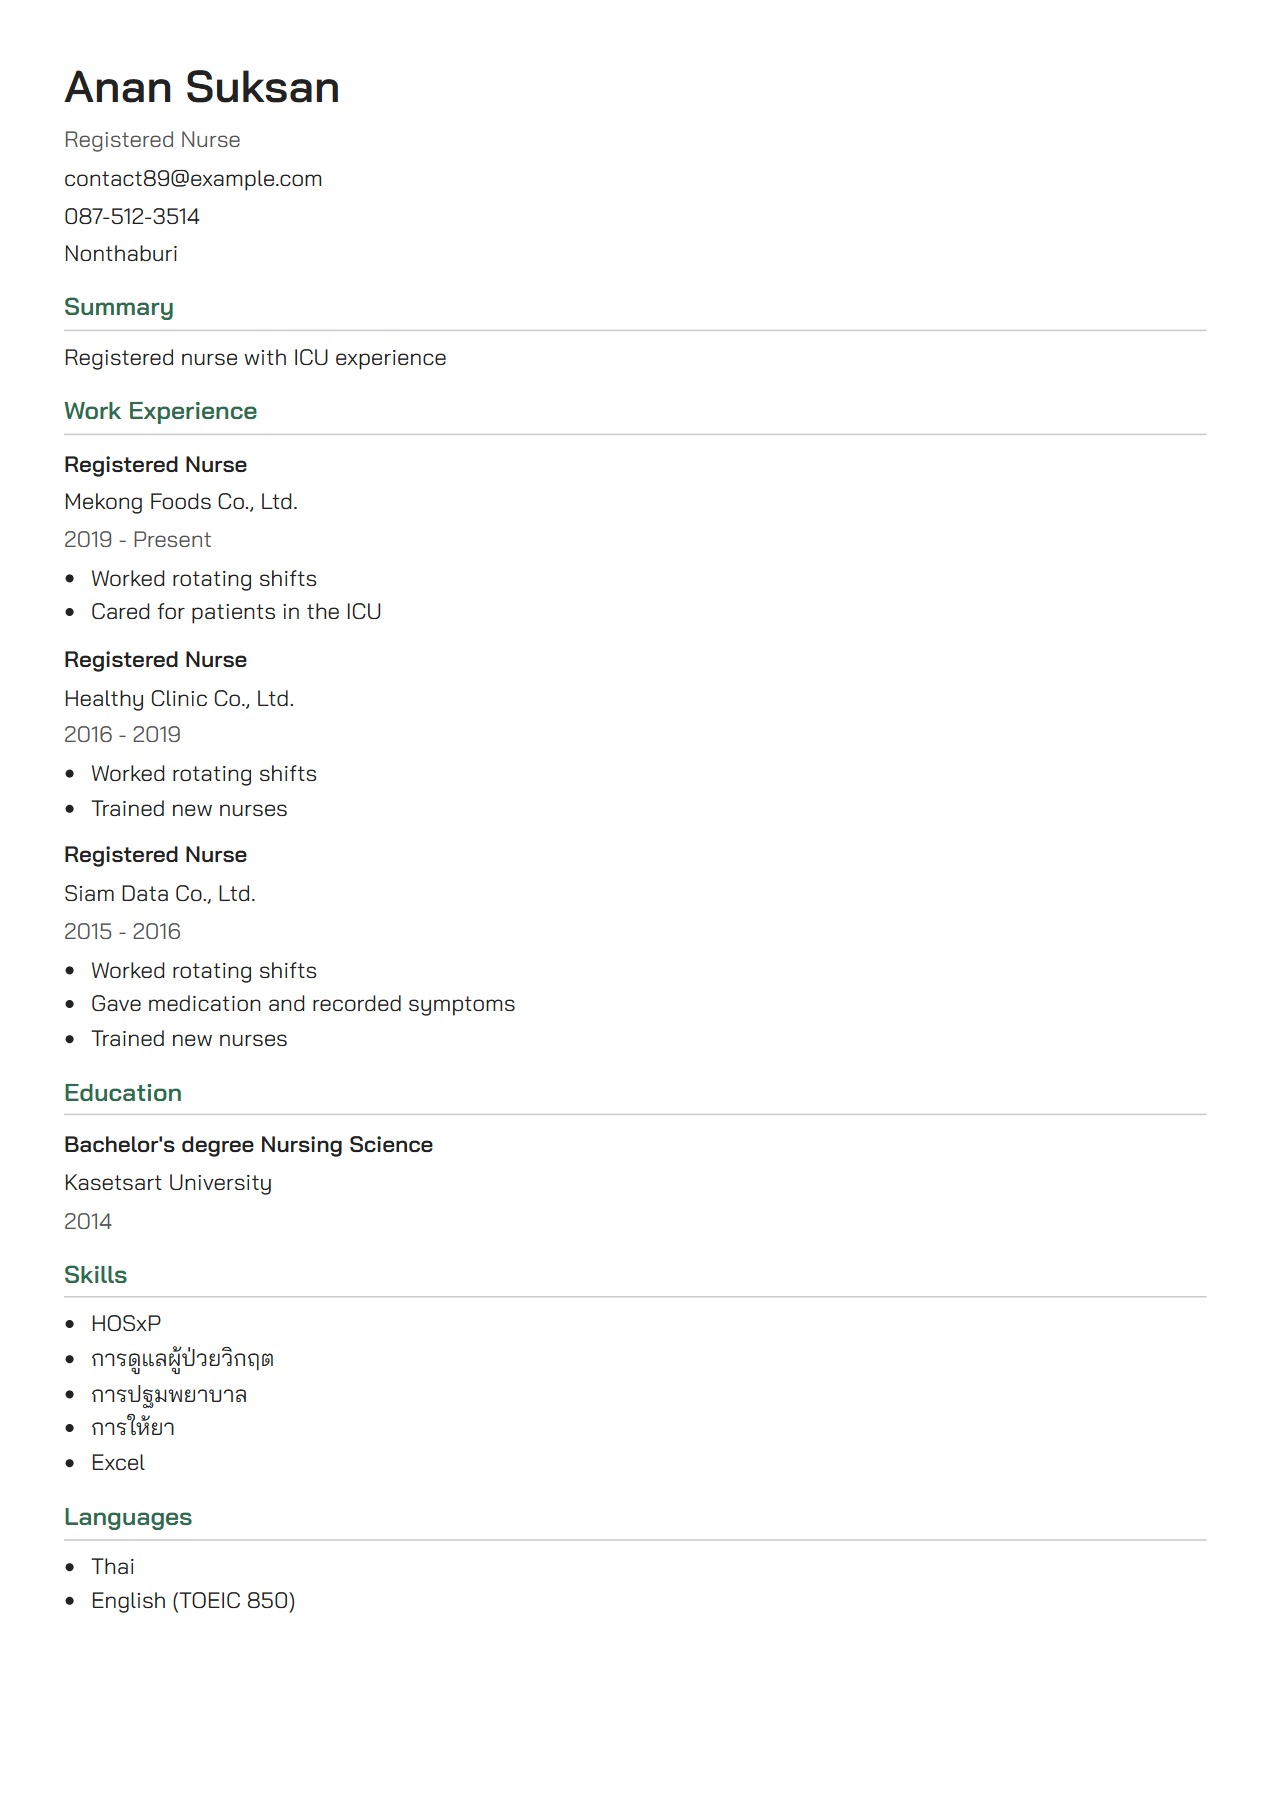 Anan Suksan
Registered Nurse
contact89@example.com
087-512-3514
Nonthaburi
Summary
Registered nurse with ICU experience
Work Experience
Registered Nurse
Mekong Foods Co., Ltd.
2019 - Present
• Worked rotating shifts
• Cared for patients in the ICU
Registered Nurse
Healthy Clinic Co., Ltd.
2016 - 2019
• Worked rotating shifts
• Trained new nurses
Registered Nurse
Siam Data Co., Ltd.
2015 - 2016
• Worked rotating shifts
• Gave medication and recorded symptoms
• Trained new nurses
Education
Bachelor's degree Nursing Science
Kasetsart University
2014
Skills
• HOSxP
• การดูแลผู้ป่วยวิกฤต
• การปฐมพยาบาล
• การให้ยา
• Excel
Languages
• Thai
• English (TOEIC 850)